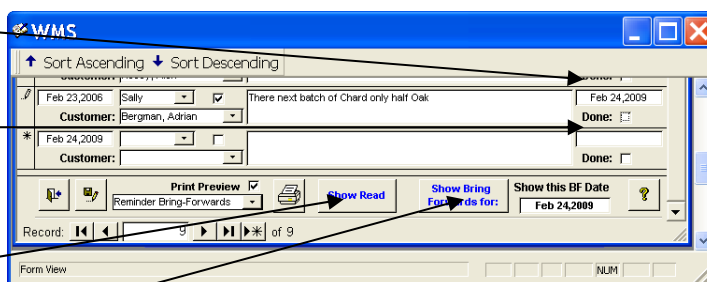 WMS
Sort Ascending Sort Descending
Customer:
Feb 23,2006 Sally There next batch of Chard only half Oak Feb 24,2009
Customer: Bergman, Adrian Done:
* Feb 24,2009
Customer: Done:
Print Preview
Reminder Bring-Forwards
Show Read
Show Bring
Forwards for:
Show this BF Date
Feb 24,2009
?
Record: 9 of 9
Form View NUM